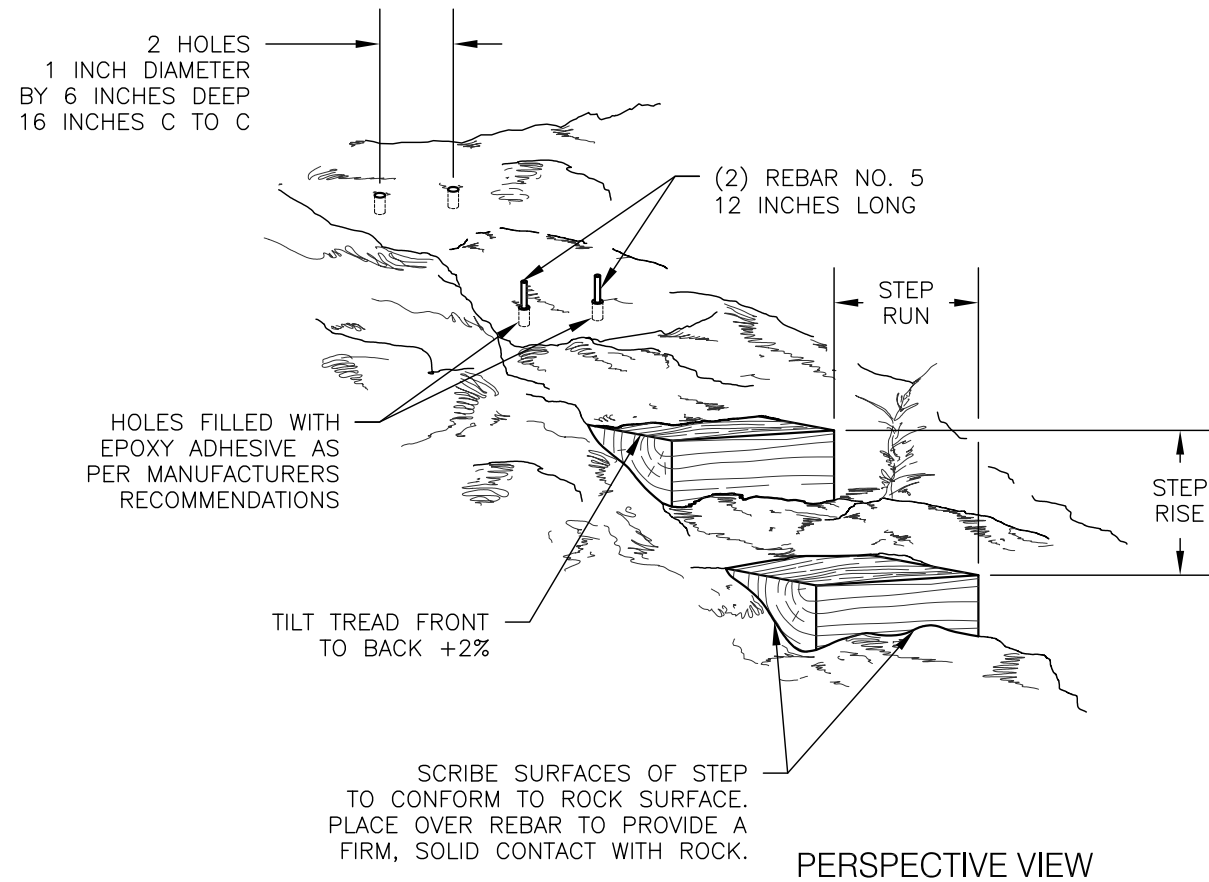 2 HOLES
1 INCH DIAMETER
BY 6 INCHES DEEP
16 INCHES C TO C
(2) REBAR NO. 5
12 INCHES LONG
STEP
RUN
HOLES FILLED WITH
EPOXY ADHESIVE AS
PER MANUFACTURERS
RECOMMENDATIONS
STEP
RISE
TILT TREAD FRONT
TO BACK +2%
SCRIBE SURFACES OF STEP
TO CONFORM TO ROCK SURFACE.
PLACE OVER REBAR TO PROVIDE A
FIRM, SOLID CONTACT WITH ROCK.
PERSPECTIVE VIEW